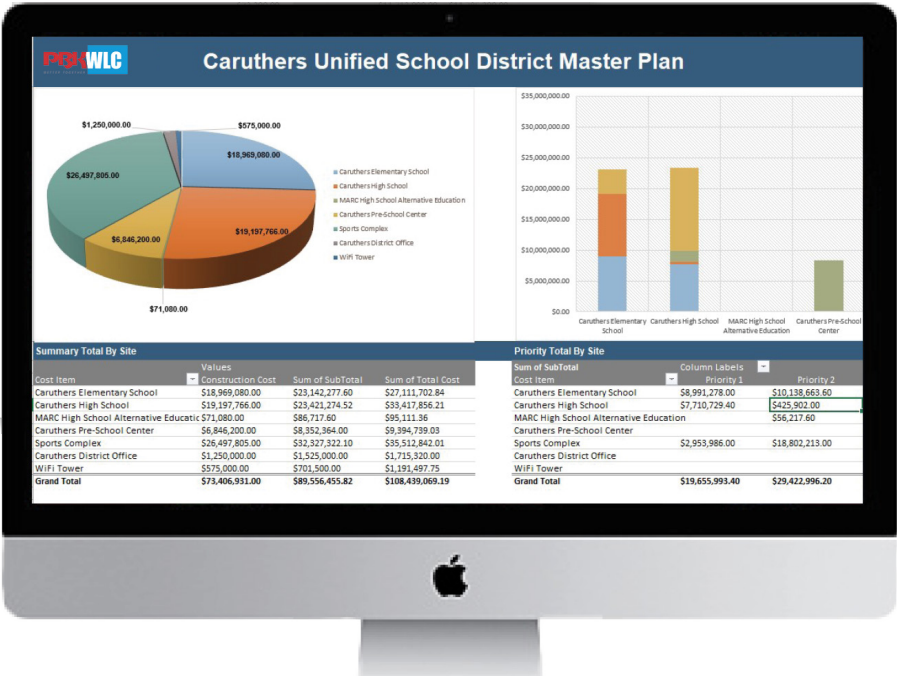 PBK WLC
Caruthers Unified School District Master Plan
$1,250,000.00
$575,000.00
$18,969,080.00
$26,497,805.00
$19,197,766.00
$6,846,200.00
$71,080.00
Caruthers Elementary School
Caruthers High School
MARC High School Alternative Education
Caruthers Pre-School Center
Sports Complex
Caruthers District Office
WiFi Tower
$35,000,000.00
$30,000,000.00
$25,000,000.00
$20,000,000.00
$15,000,000.00
$10,000,000.00
$5,000,000.00
$0.00
Caruthers Elementary Caruthers High School MARC High School Caruthers Pre-School
School Alternative Education Center
Summary Total By Site
Values
Cost Item Construction Cost Sum of SubTotal Sum of Total Cost
Caruthers Elementary School $18,969,080.00 $23,142,277.60 $27,111,702.84
Caruthers High School $19,197,766.00 $23,421,274.52 $33,417,856.21
MARC High School Alternative Educatic $71,080.00 $86,717.60 $95,111.36
Caruthers Pre-School Center $6,846,200.00 $8,352,364.00 $9,394,739.03
Sports Complex $26,497,805.00 $32,327,322.10 $35,512,842.01
Caruthers District Office $1,250,000.00 $1,525,000.00 $1,715,320.00
WiFi Tower $575,000.00 $701,500.00 $1,191,497.75
Grand Total $73,406,931.00 $89,556,455.82 $108,439,069.19
Priority Total By Site
Sum of SubTotal Column Labels
Cost Item Priority 1 Priority 2
Caruthers Elementary School $8,991,278.00 $10,138,663.60
Caruthers High School $7,710,729.40 $425,902.00
MARC High School Alternative Education $56,217.60
Caruthers Pre-School Center
Sports Complex $2,953,986.00 $18,802,213.00
Caruthers District Office
WiFi Tower
Grand Total $19,655,993.40 $29,422,996.20